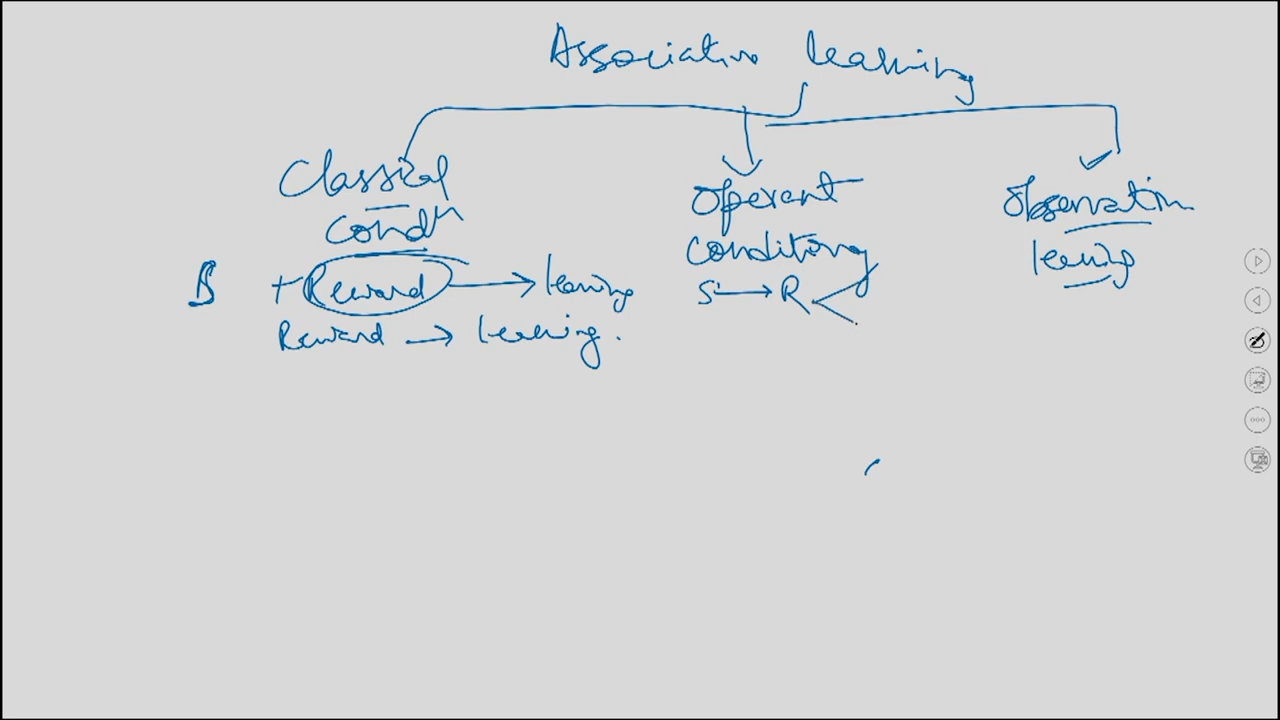 Associative learning
Classical
condn
Operant
conditioning
Observation
learning
B + Reward → learning
Reward → learning.
S → R